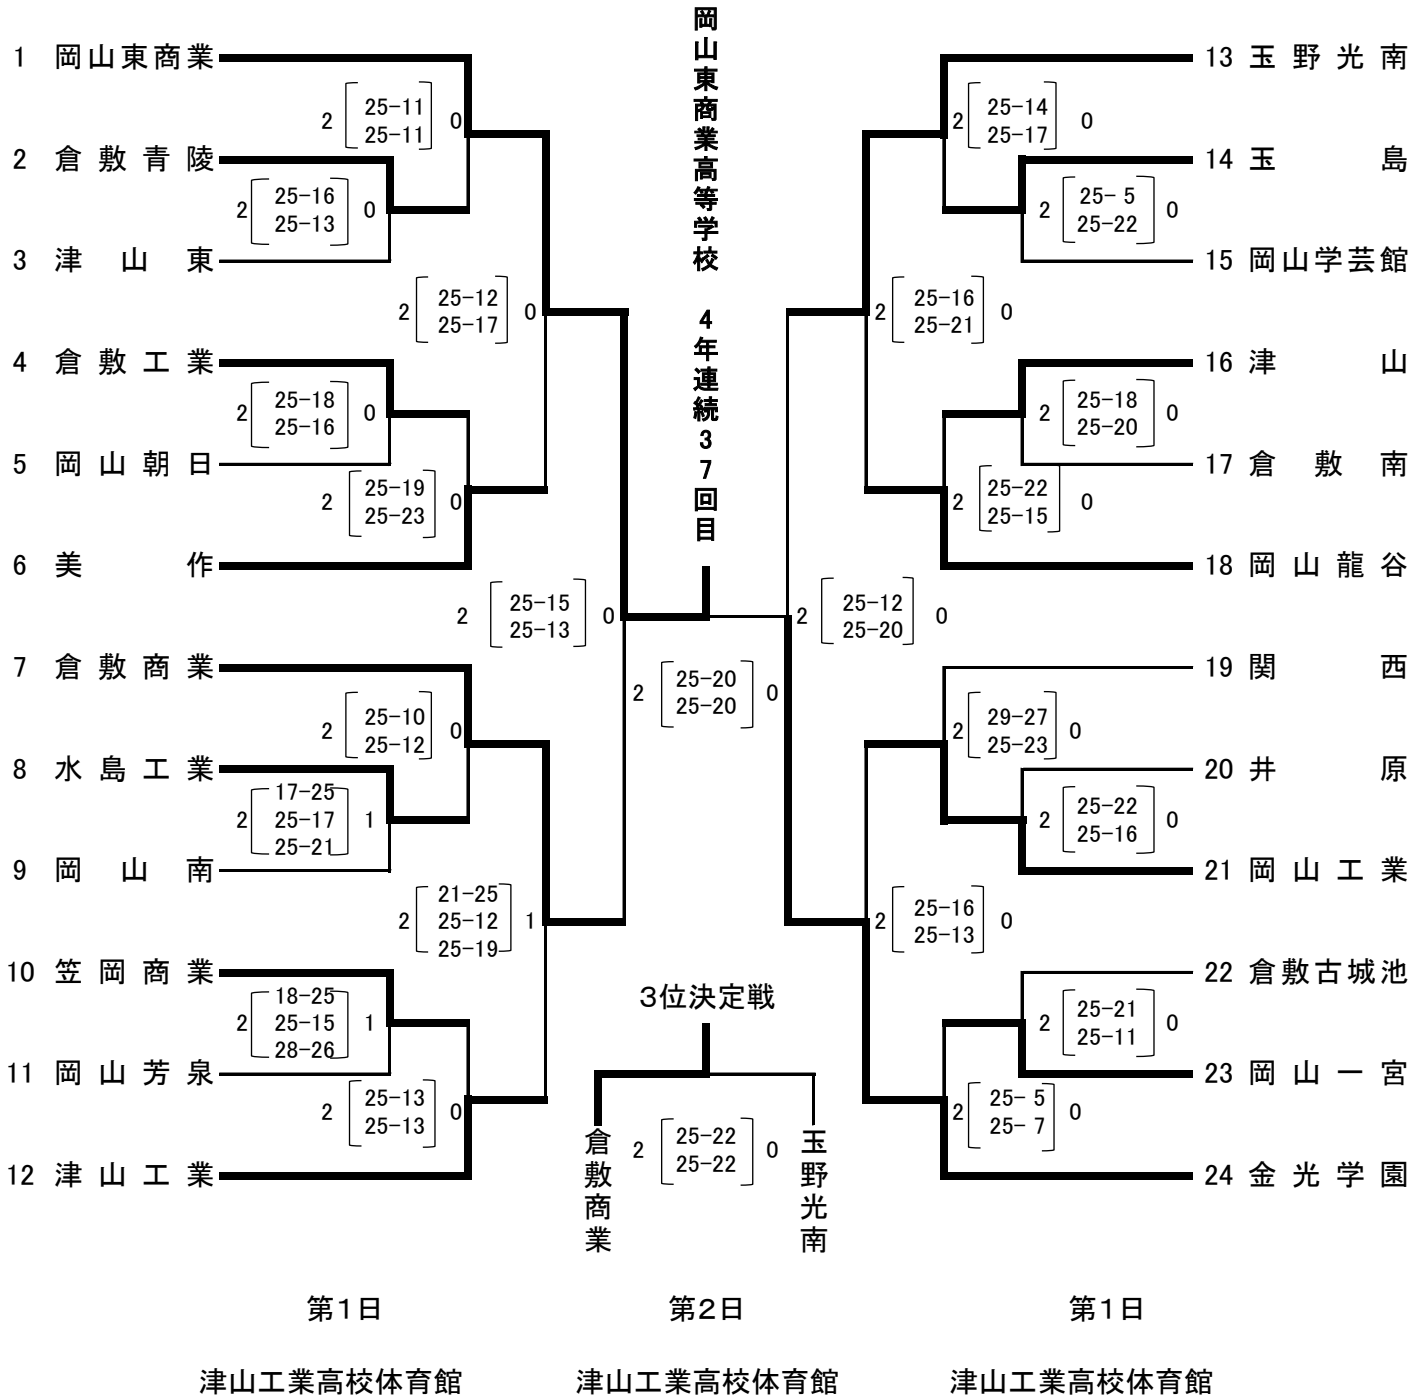 岡山東商業高等学校　4年連続37回目
1 岡山東商業
2 [25-11 25-11] 0
2 倉敷青陵
2 [25-16 25-13] 0
3 津山東
2 [25-12 25-17] 0
4 倉敷工業
2 [25-18 25-16] 0
5 岡山朝日
2 [25-19 25-23] 0
6 美作
2 [25-15 25-13] 0
7 倉敷商業
2 [25-10 25-12] 0
8 水島工業
2 [17-25 25-17 25-21] 1
9 岡山南
2 [21-25 25-12 25-19] 1
10 笠岡商業
2 [18-25 25-15 28-26] 1
11 岡山芳泉
2 [25-13 25-13] 0
12 津山工業
2 [25-20 25-20] 0
13 玉野光南
2 [25-14 25-17] 0
14 玉島
2 [25- 5 25-22] 0
15 岡山学芸館
2 [25-16 25-21] 0
16 津山
2 [25-18 25-20] 0
17 倉敷南
2 [25-22 25-15] 0
18 岡山龍谷
2 [25-12 25-20] 0
19 関西
2 [29-27 25-23] 0
20 井原
2 [25-22 25-16] 0
21 岡山工業
2 [25-16 25-13] 0
22 倉敷古城池
2 [25-21 25-11] 0
23 岡山一宮
2 [25- 5 25- 7] 0
24 金光学園
3位決定戦
倉敷商業
2 [25-22 25-22] 0
玉野光南
第1日
第2日
第1日
津山工業高校体育館
津山工業高校体育館
津山工業高校体育館